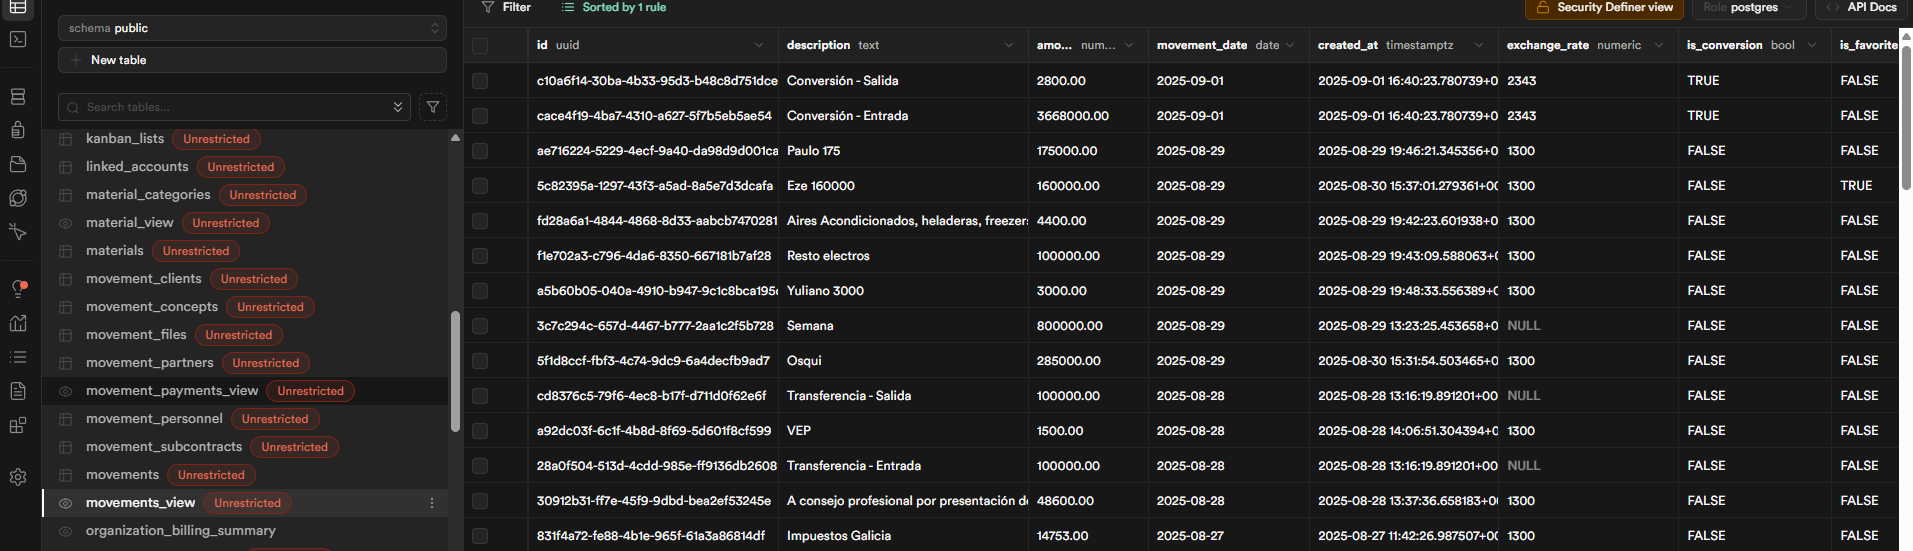 Filter Sorted by 1 rule Security Definer view Role postgres <> API Docs
schema public
+ New table
Search tables...
kanban_lists Unrestricted
linked_accounts Unrestricted
material_categories Unrestricted
material_view Unrestricted
materials Unrestricted
movement_clients Unrestricted
movement_concepts Unrestricted
movement_files Unrestricted
movement_partners Unrestricted
movement_payments_view Unrestricted
movement_personnel Unrestricted
movement_subcontracts Unrestricted
movements Unrestricted
movements_view Unrestricted
organization_billing_summary
id uuid description text amo... num... movement_date date created_at timestamptz exchange_rate numeric is_conversion bool is_favorite
c10a6f14-30ba-4b33-95d3-b48c8d751dce Conversión - Salida 2800.00 2025-09-01 2025-09-01 16:40:23.780739+0 2343 TRUE FALSE
cace4f19-4ba7-4310-a627-5f7b5eb5ae54 Conversión - Entrada 3668000.00 2025-09-01 2025-09-01 16:40:23.780739+0 2343 TRUE FALSE
ae716224-5229-4ecf-9a40-da98d9d001ca Paulo 175 175000.00 2025-08-29 2025-08-29 19:46:21.345356+0 1300 FALSE FALSE
5c82395a-1297-43f3-a5ad-8a5e7d3dcafa Eze 160000 160000.00 2025-08-29 2025-08-30 15:37:01.279361+00 1300 FALSE TRUE
fd28a6a1-4844-4868-8d33-aabcb7470281 Aires Acondicionados, heladeras, freezers 4400.00 2025-08-29 2025-08-29 19:42:23.601938+0 1300 FALSE FALSE
f1e702a3-c796-4da6-8350-667181b7af28 Resto electros 100000.00 2025-08-29 2025-08-29 19:43:09.588063+0 1300 FALSE FALSE
a5b60b05-040a-4910-b947-9c1c8bca195c Yuliano 3000 3000.00 2025-08-29 2025-08-29 19:48:33.556389+0 1300 FALSE FALSE
3c7c294c-657d-4467-b777-2aa1c2f5b728 Semana 800000.00 2025-08-29 2025-08-29 13:23:25.453658+0 NULL FALSE FALSE
5f1d8ccf-fbf3-4c74-9dc9-6a4decfb9ad7 Osqui 285000.00 2025-08-29 2025-08-30 15:31:54.503465+0 1300 FALSE FALSE
cd8376c5-79f6-4ec8-b17f-d711d0f62e6f Transferencia - Salida 100000.00 2025-08-28 2025-08-28 13:16:19.891201+00 NULL FALSE FALSE
a92dc03f-6c1f-4b8d-8f69-5d601f8cf599 VEP 1500.00 2025-08-28 2025-08-28 14:06:51.304394+0 1300 FALSE FALSE
28a0f504-513d-4cdd-985e-ff9136db2608 Transferencia - Entrada 100000.00 2025-08-28 2025-08-28 13:16:19.891201+00 NULL FALSE FALSE
30912b31-ff7e-45f9-9dbd-bea2ef53245e A consejo profesional por presentación de 48600.00 2025-08-28 2025-08-28 13:37:36.658183+0 1300 FALSE FALSE
831f4a72-fe88-4b1e-965f-61a3a86814df Impuestos Galicia 14753.00 2025-08-27 2025-08-27 11:42:26.987507+0 1300 FALSE FALSE